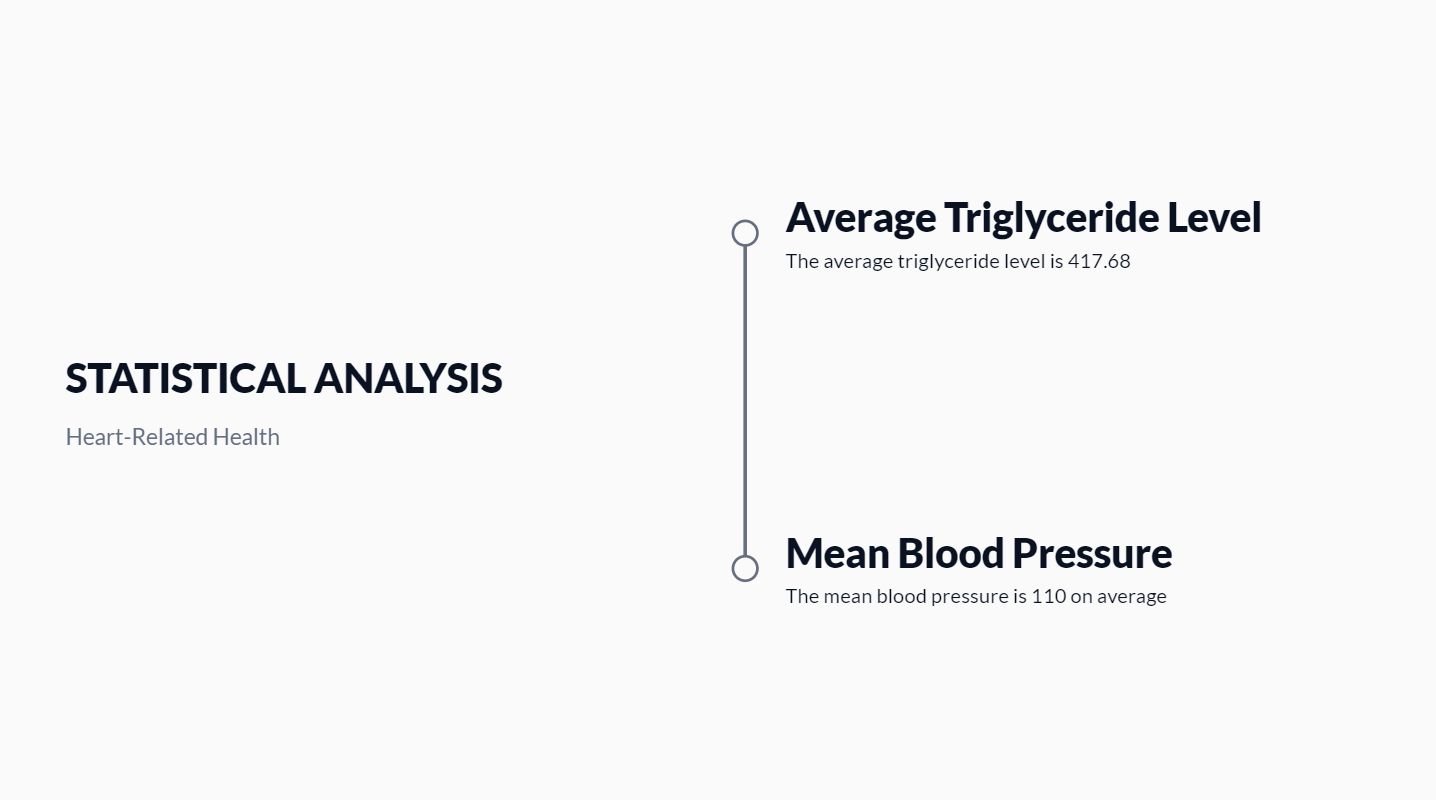 STATISTICAL ANALYSIS
Heart-Related Health
Average Triglyceride Level
The average triglyceride level is 417.68
Mean Blood Pressure
The mean blood pressure is 110 on average